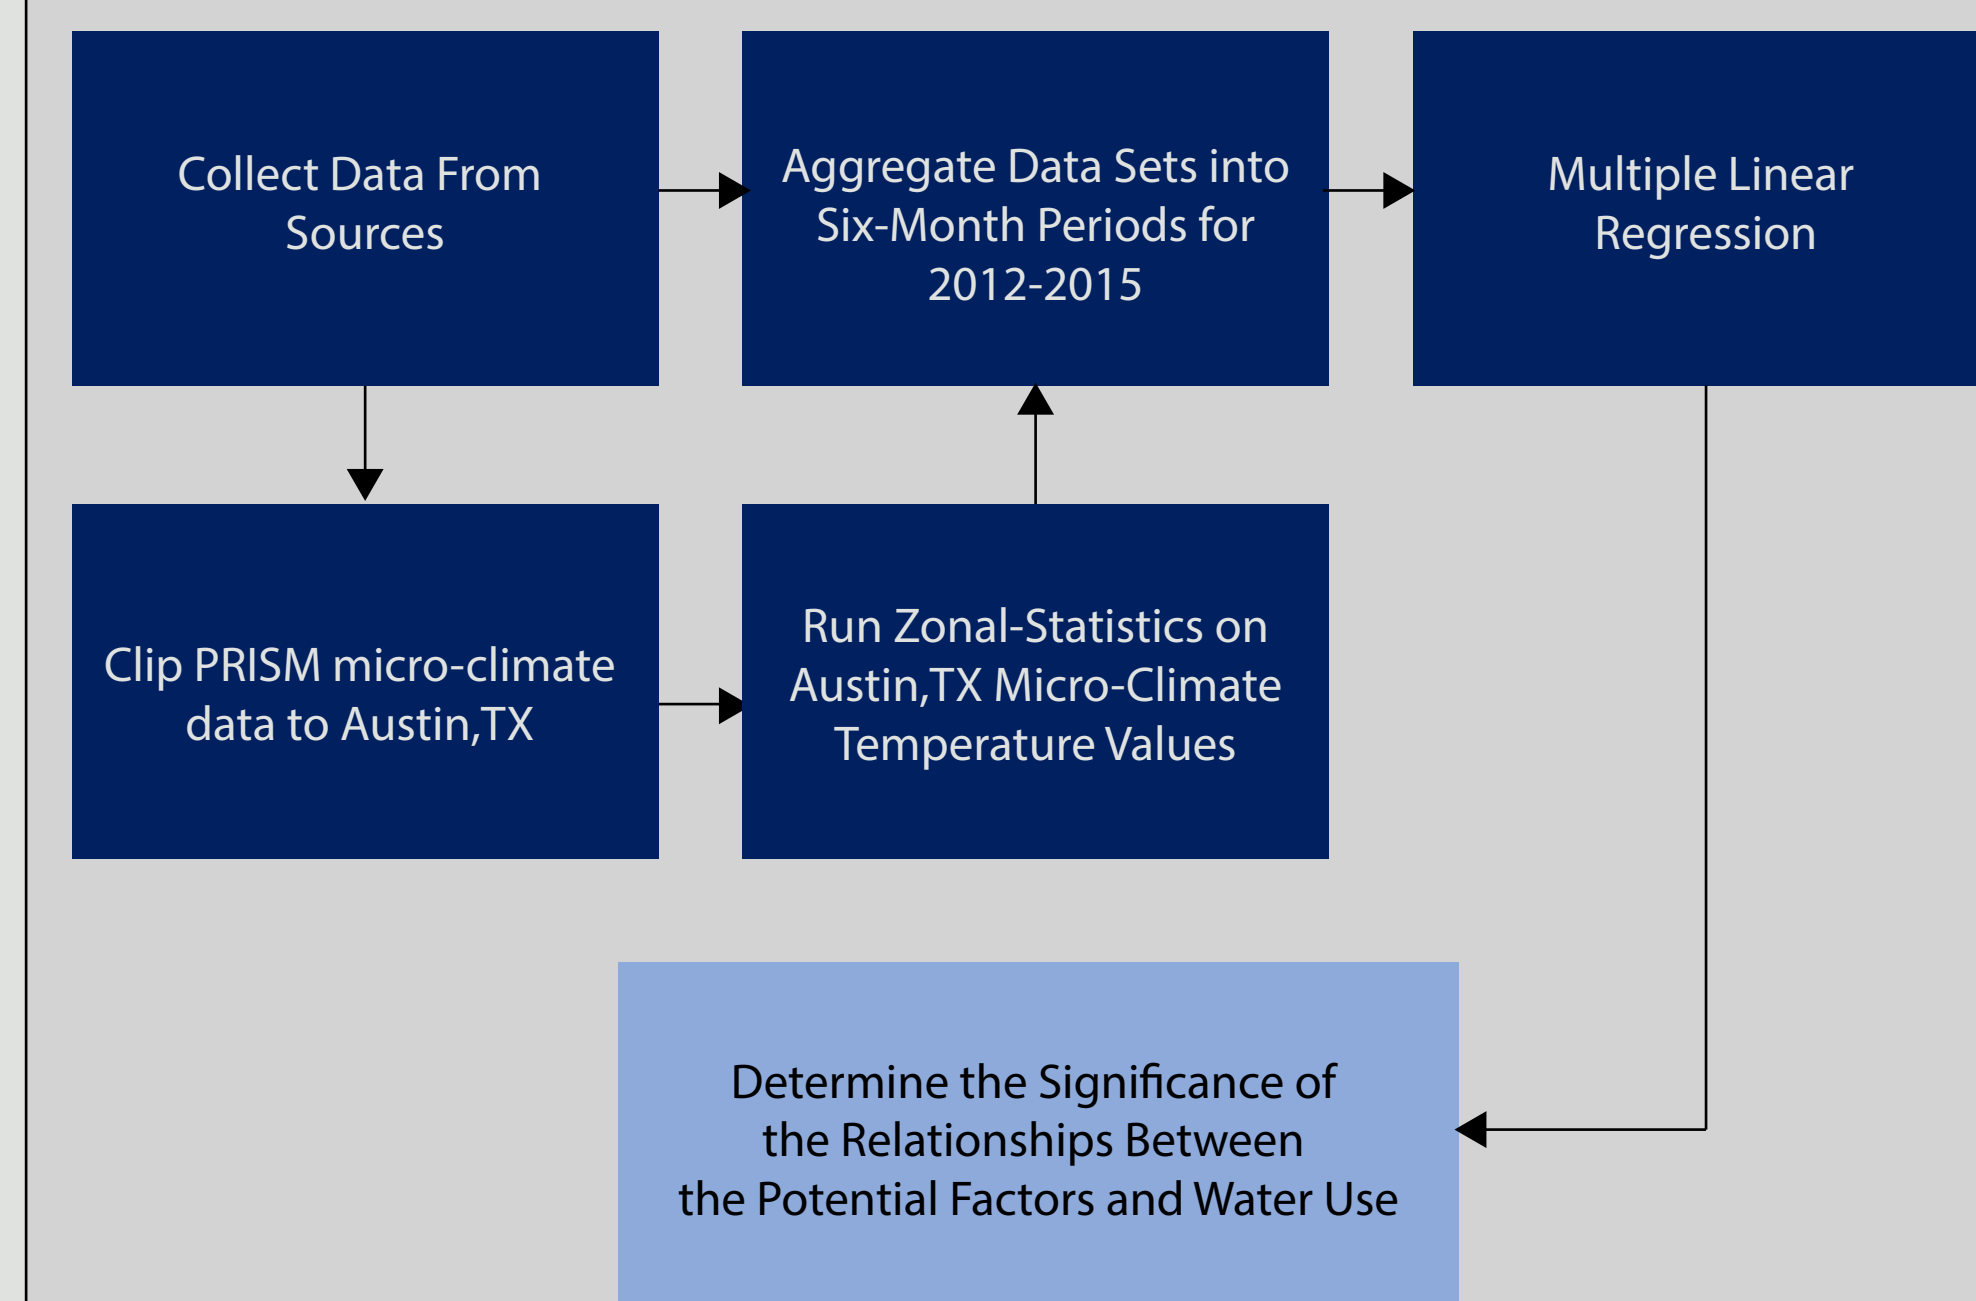 Collect Data From
Sources
Aggregate Data Sets into
Six-Month Periods for
2012-2015
Multiple Linear
Regression
Clip PRISM micro-climate
data to Austin,TX
Run Zonal-Statistics on
Austin,TX Micro-Climate
Temperature Values
Determine the Significance of
the Relationships Between
the Potential Factors and Water Use